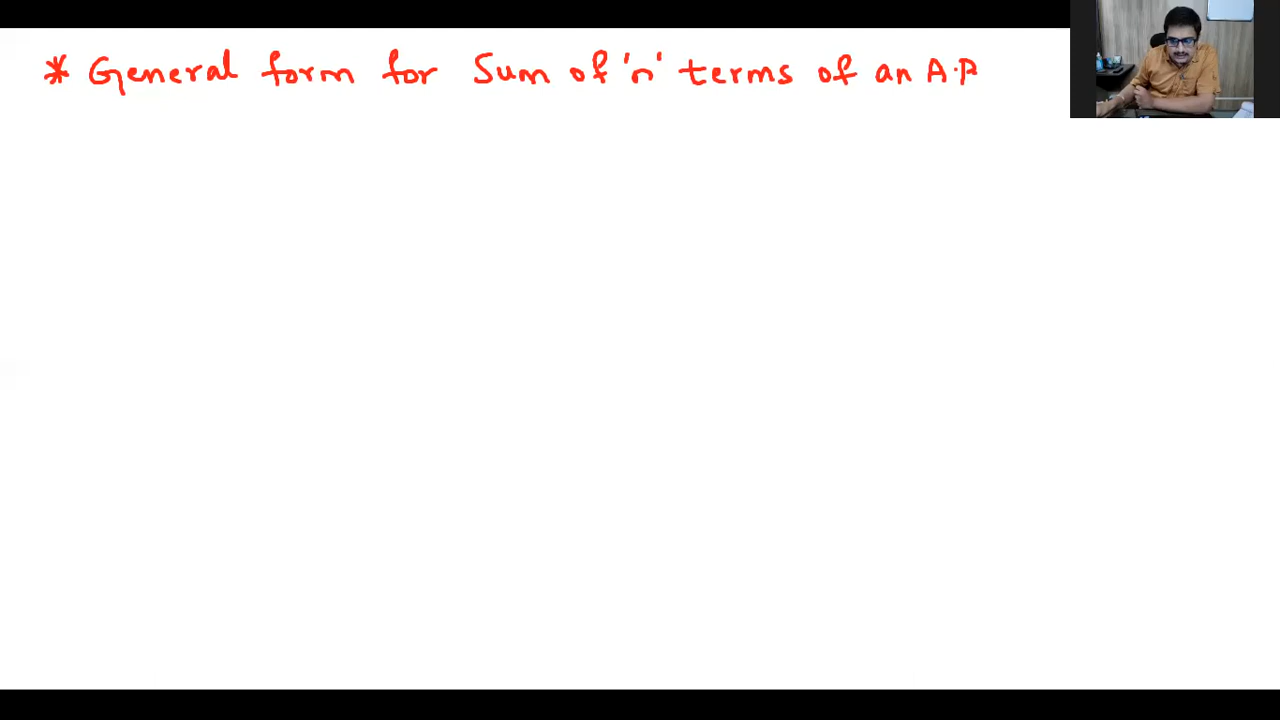 * General form for Sum of 'n' terms of an A.P